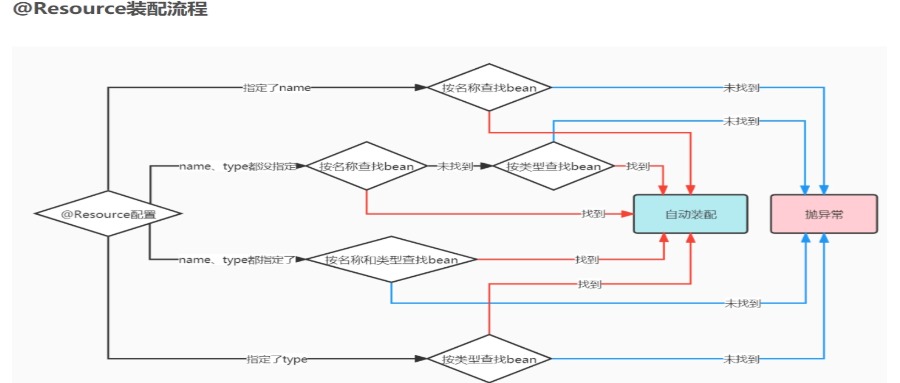 @Resource装配流程
指定了name
按名称查找bean
未找到
未找到
name、type都没指定
按名称查找bean
未找到
按类型查找bean
找到
@Resource配置
找到
自动装配
抛异常
name、type都指定了
按名称和类型查找bean
找到
找到
未找到
指定了type
按类型查找bean
未找到